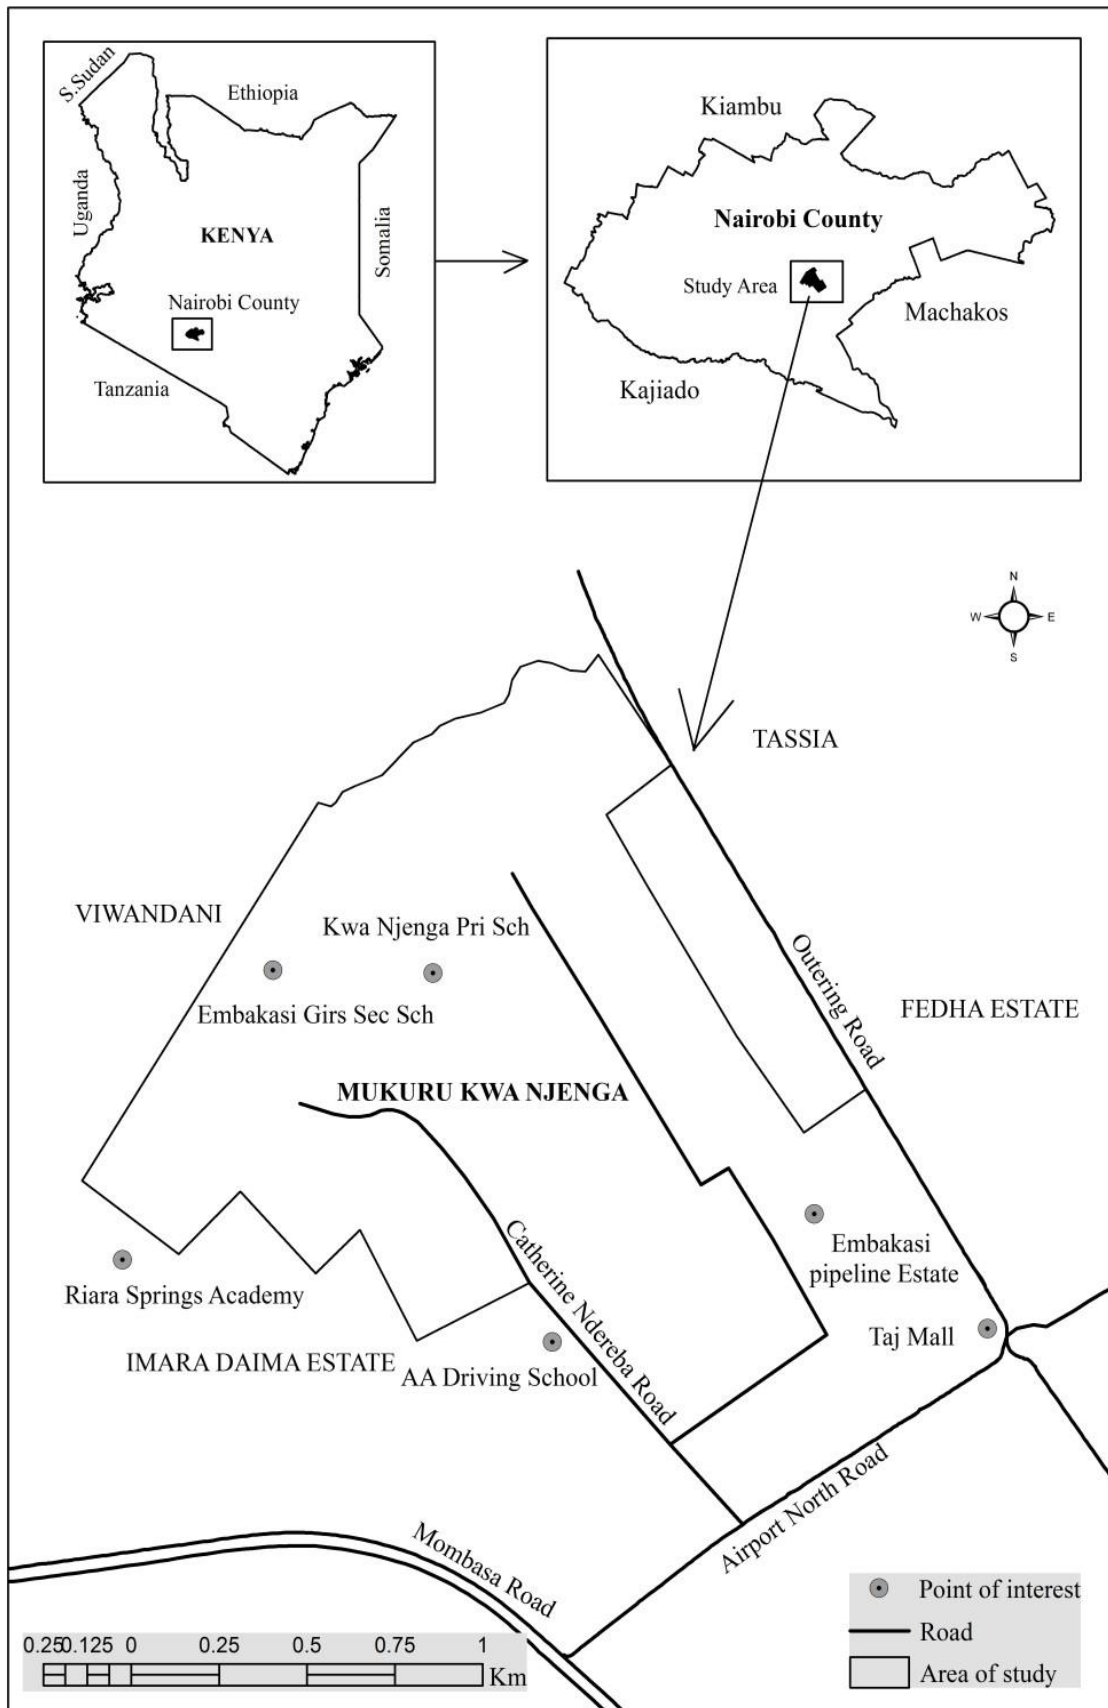 S.Sudan
Ethiopia
Uganda
KENYA
Somalia
Nairobi County
Tanzania
Kiambu
Nairobi County
Study Area
Machakos
Kajiado
N
W
E
S
TASSIA
VIWANDANI
Kwa Njenga Pri Sch
Embakasi Girs Sec Sch
Outering Road
FEDHA ESTATE
MUKURU KWA NJENGA
Catherine Ndereba Road
Embakasi
pipeline Estate
Riara Springs Academy
Taj Mall
IMARA DAIMA ESTATE
AA Driving School
Airport North Road
Mombasa Road
Point of interest
Road
Area of study
0.25 0.125 0 0.25 0.5 0.75 1
Km